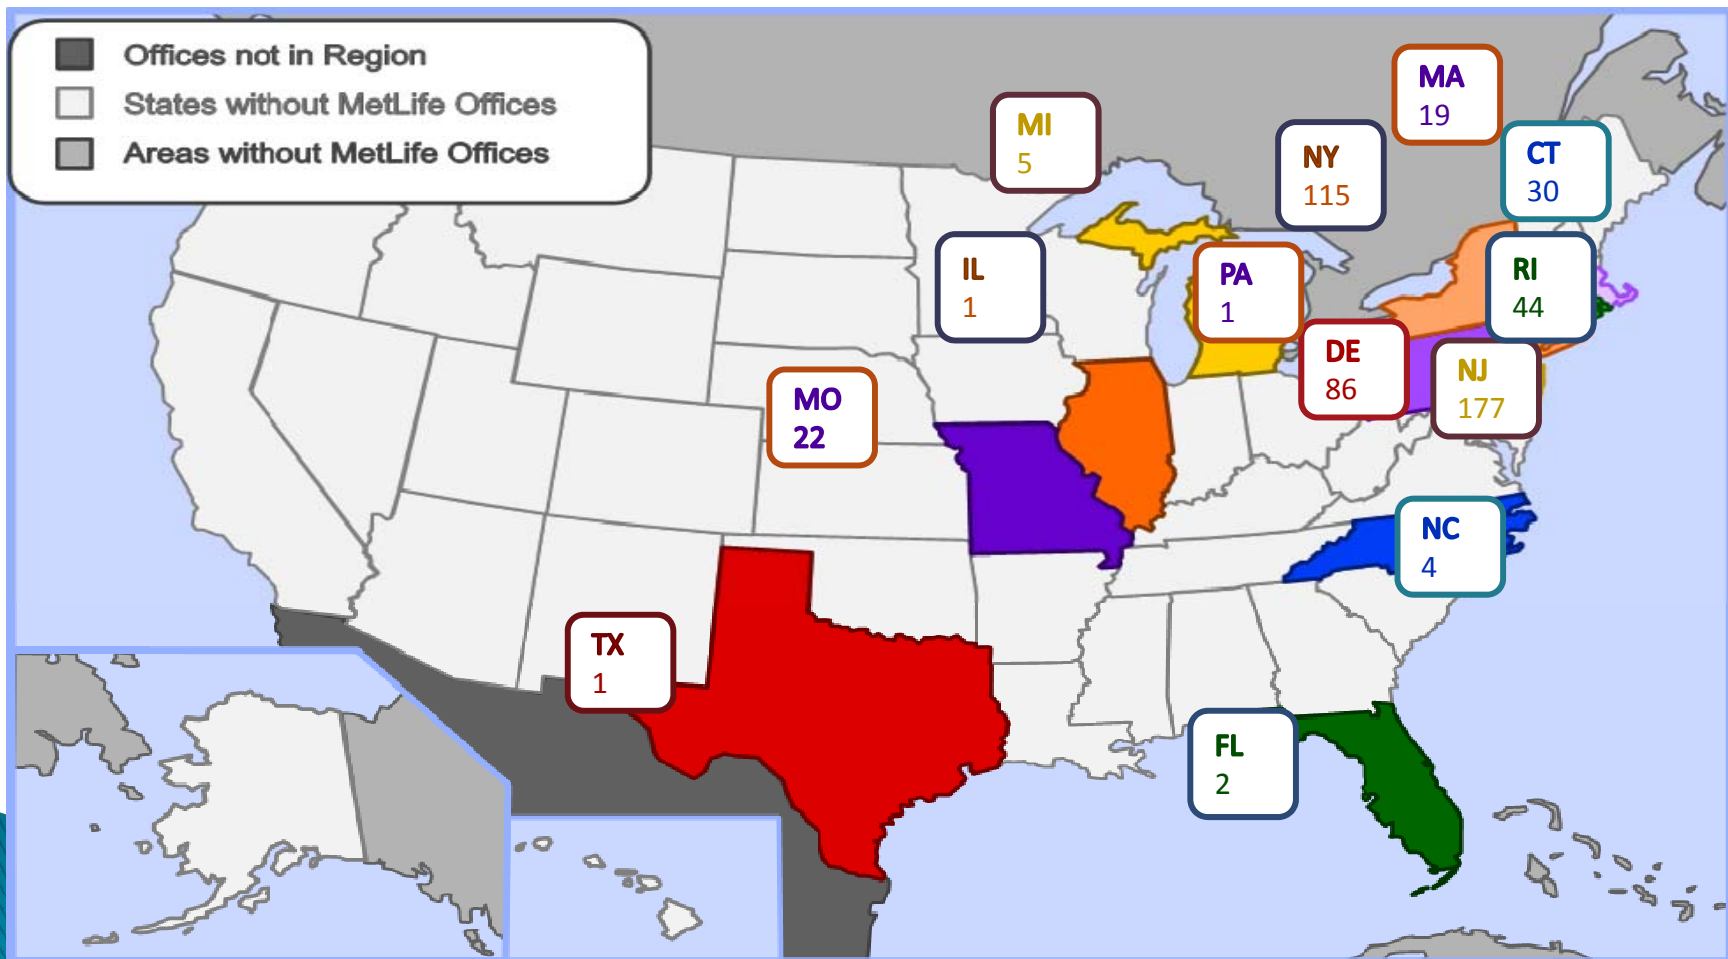 Offices not in Region
States without MetLife Offices
Areas without MetLife Offices
MA
19
MI
5
NY
115
CT
30
IL
1
PA
1
RI
44
DE
86
NJ
177
MO
22
NC
4
TX
1
FL
2